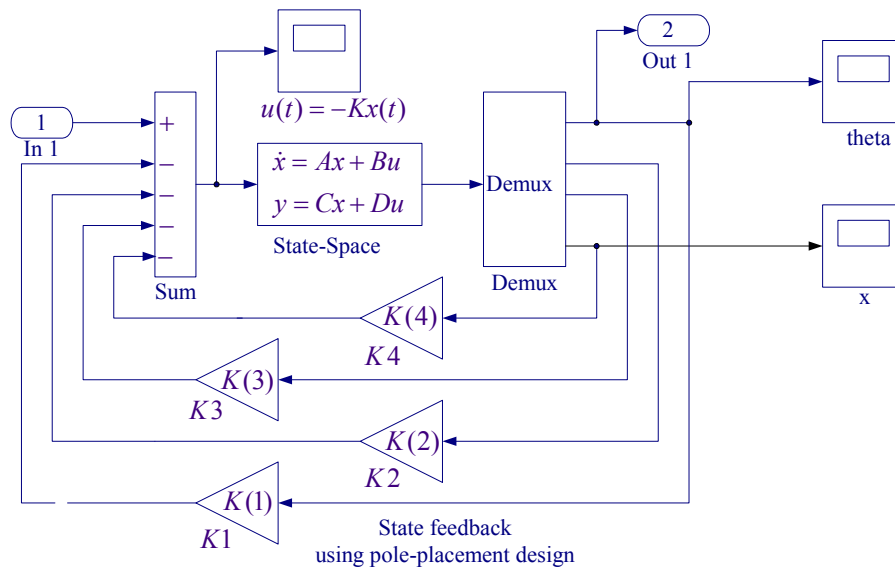 2
Out 1
u(t) = −Kx(t)
theta
1
In 1
+
−
−
−
−
Sum
ẋ = Ax + Bu
y = Cx + Du
State-Space
Demux
Demux
x
K(4)
K4
K(3)
K3
K(2)
K2
K(1)
K1
State feedback
using pole-placement design